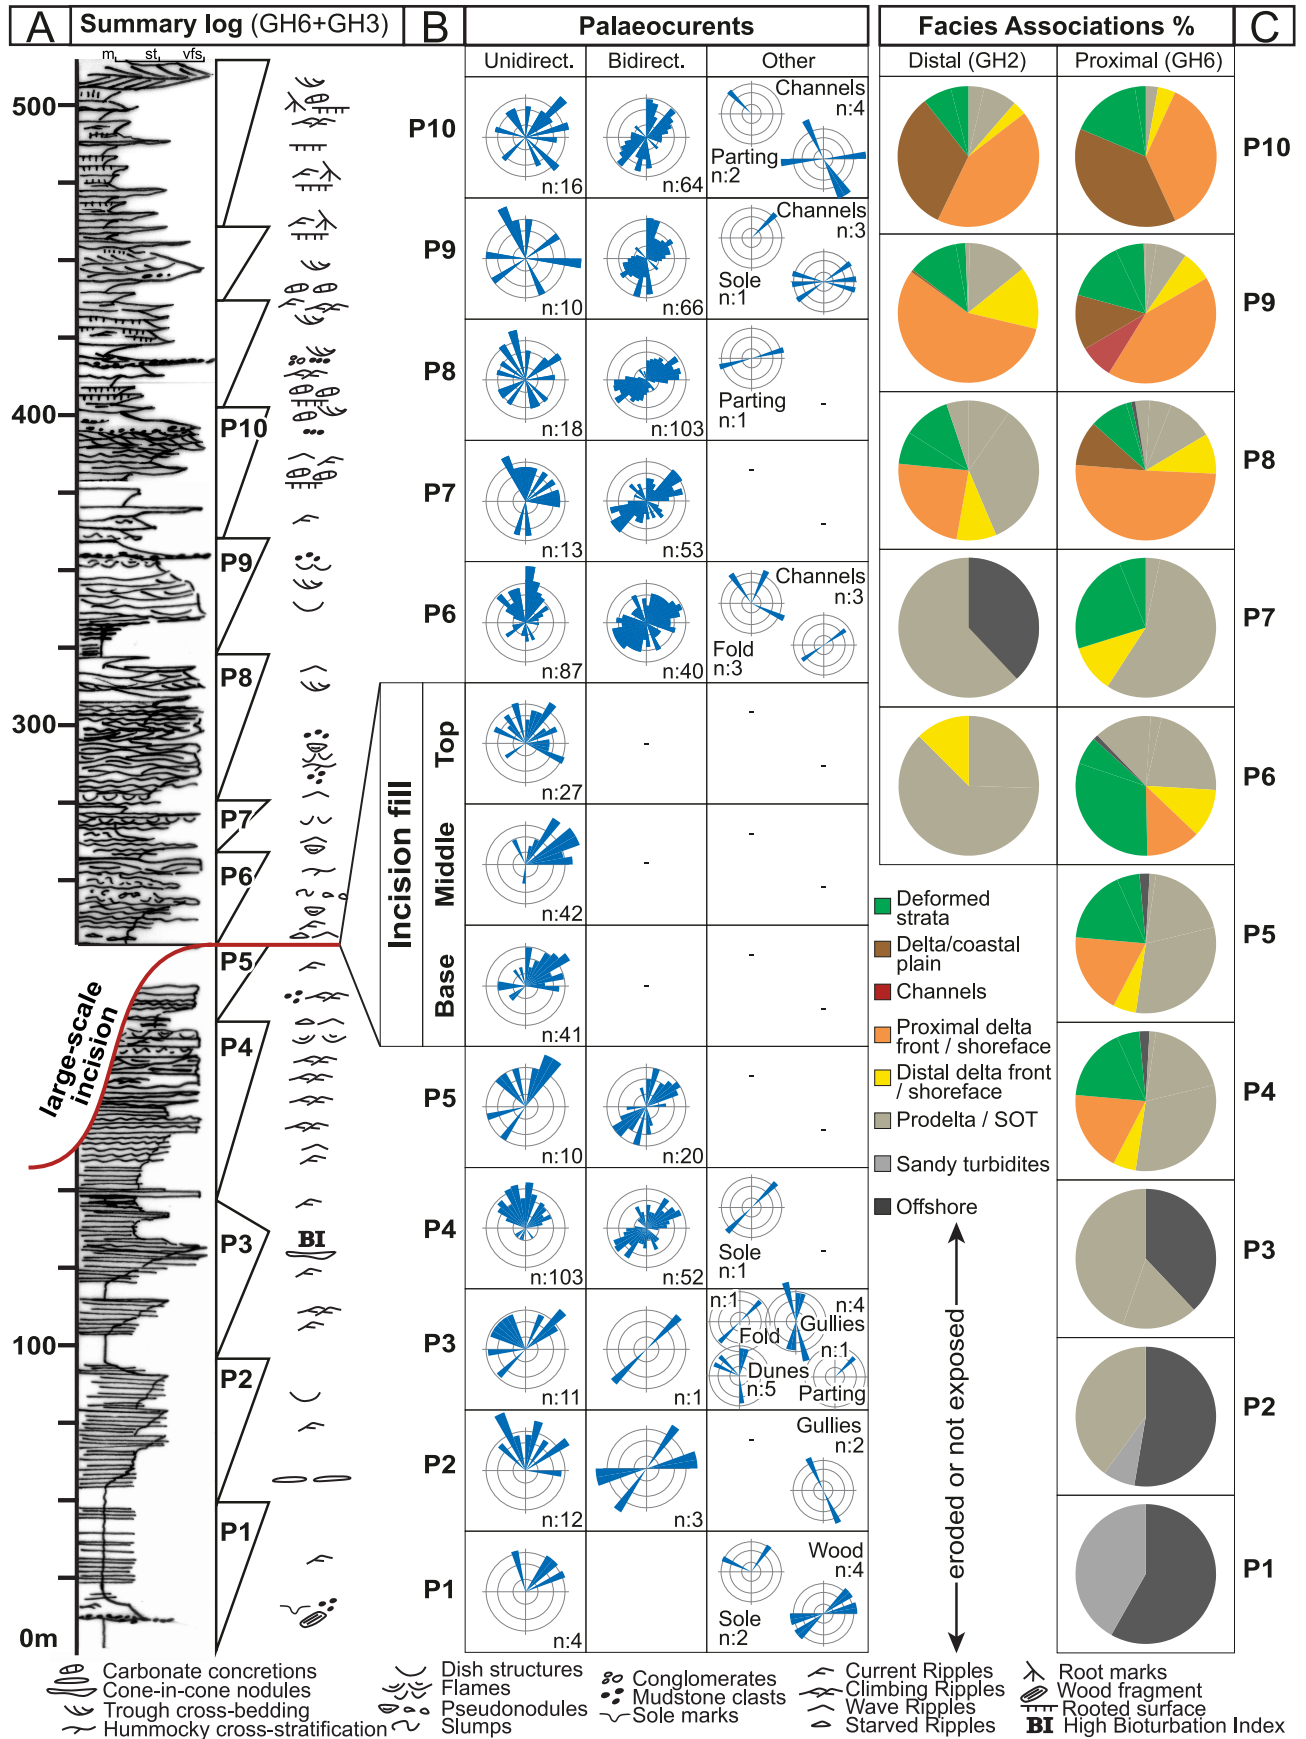 A Summary log (GH6+GH3) B Palaeocurents Facies Associations % C
m st vfs Unidirect. Bidirect. Other Distal (GH2) Proximal (GH6)
500
400
300
100
0m
P10
P9
P8
P7
P6
P5
P4
P3
P2
P1
BI
large-scale
incision
Incision fill
Top
Middle
Base
P10 n:16 n:64 Channels
n:4
Parting
n:2
P9 n:10 n:66 Channels
n:3
Sole
n:1
P8 n:18 n:103 Parting
n:1 -
P7 n:13 n:53 - -
P6 n:87 n:40 Channels
n:3
Fold
n:3
n:27 - - -
n:42 - - -
n:41 - - -
P5 n:10 n:20 - -
P4 n:103 n:52 Sole
n:1 -
P3 n:11 n:1 n:1
Fold
n:4
Gullies
Dunes
n:5
n:1
Parting
P2 n:12 n:3 - Gullies
n:2
P1 n:4 Sole
n:2
Wood
n:4
P10
P9
P8
P7
P6
P5
P4
P3
P2
P1
Deformed
strata
Delta/coastal
plain
Channels
Proximal delta
front / shoreface
Distal delta front
/ shoreface
Prodelta / SOT
Sandy turbidites
Offshore
eroded or not exposed
Carbonate concretions
Cone-in-cone nodules
Trough cross-bedding
Hummocky cross-stratification
Dish structures
Flames
Pseudonodules
Slumps
Conglomerates
Mudstone clasts
Sole marks
Current Ripples
Climbing Ripples
Wave Ripples
Starved Ripples
Root marks
Wood fragment
Rooted surface
BI High Bioturbation Index